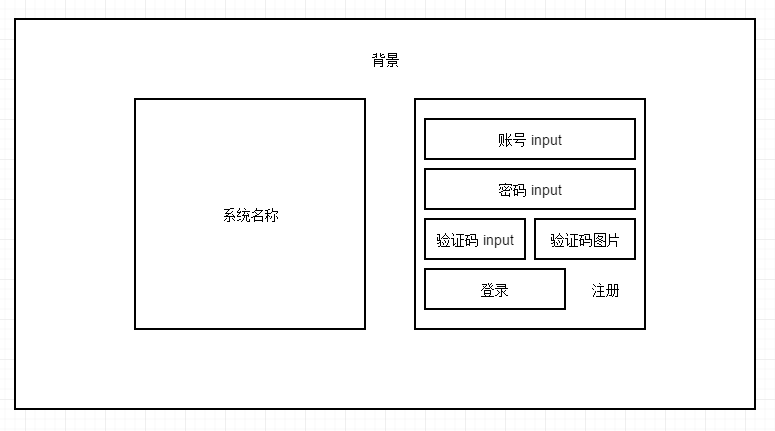 背景
系统名称
账号 input
密码 input
验证码 input
验证码图片
登录
注册